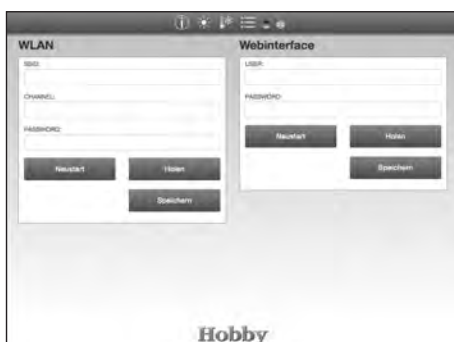 WLAN
SSID:
CHANNEL:
PASSWORD:
Neustart Holen
Speichern
Webinterface
USER:
PASSWORD:
Neustart Holen
Speichern
Hobby